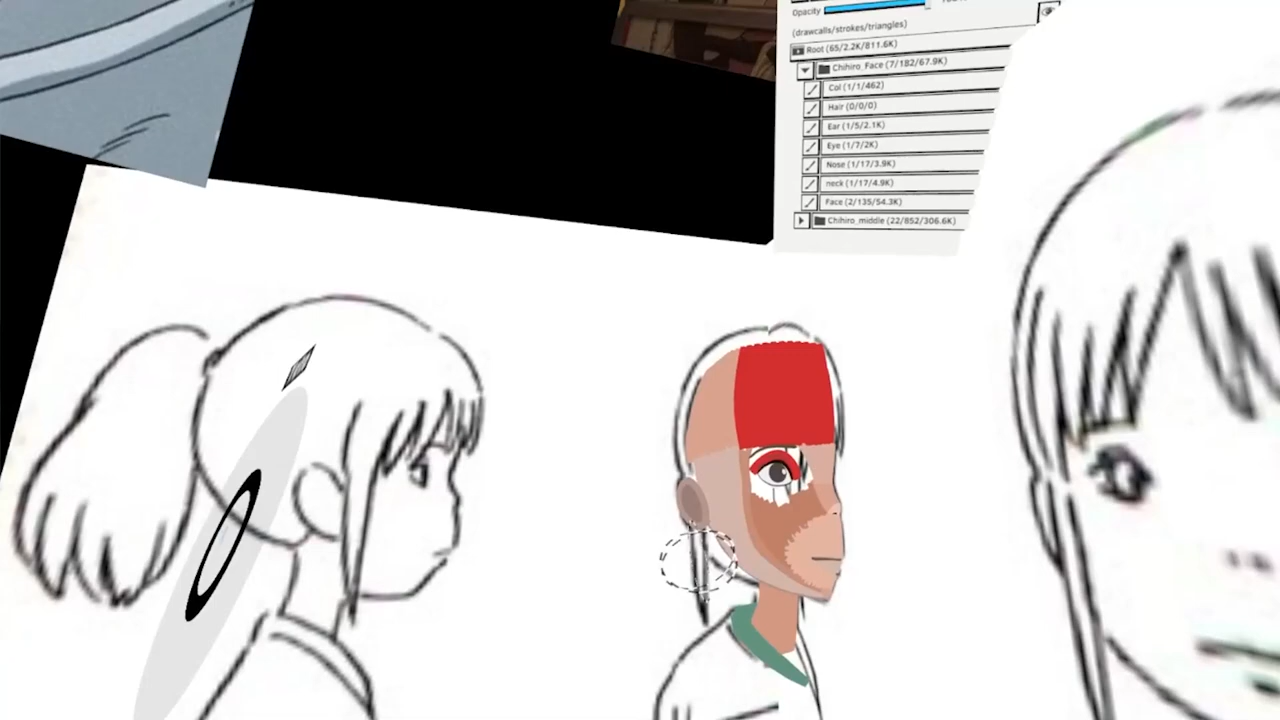 Opacity
(drawcalls/strokes/triangles)
Root (65/2.2K/811.6K)
Chihiro_Face (7/182/67.9K)
Col (1/1/462)
Hair (0/0/0)
Ear (1/5/2.1K)
Eye (1/7/2K)
Nose (1/17/3.9K)
neck (1/17/4.9K)
Face (2/135/54.3K)
Chihiro_middle (22/852/306.6K)